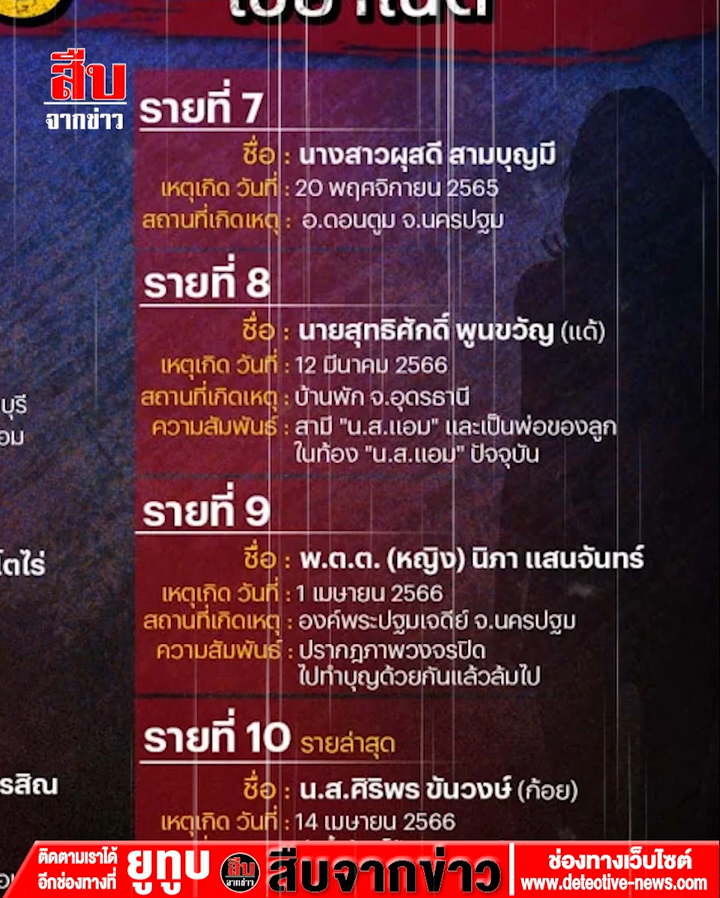 ไซยาไนด์
สืบ
จากข่าว
รายที่ 7
ชื่อ : นางสาวผุสดี สามบุญมี
เหตุเกิด วันที่ : 20 พฤศจิกายน 2565
สถานที่เกิดเหตุ : อ.ดอนตูม จ.นครปฐม
รายที่ 8
ชื่อ : นายสุทธิศักดิ์ พูนขวัญ (แด้)
เหตุเกิด วันที่ : 12 มีนาคม 2566
สถานที่เกิดเหตุ : บ้านพัก จ.อุดรธานี
ความสัมพันธ์ : สามี "น.ส.แอม" และเป็นพ่อของลูก
ในท้อง "น.ส.แอม" ปัจจุบัน
รายที่ 9
ชื่อ : พ.ต.ต. (หญิง) นิภา แสนจันทร์
เหตุเกิด วันที่ : 1 เมษายน 2566
สถานที่เกิดเหตุ : องค์พระปฐมเจดีย์ จ.นครปฐม
ความสัมพันธ์ : ปรากฏภาพวงจรปิด
ไปทำบุญด้วยกันแล้วล้มไป
รายที่ 10 รายล่าสุด
ชื่อ : น.ส.ศิริพร ขันวงษ์ (ก้อย)
เหตุเกิด วันที่ : 14 เมษายน 2566
ติดตามเราได้
อีกช่องทางที่
ยูทูบ
สืบ
จากข่าว
สืบจากข่าว
ช่องทางเว็บไซต์
www.detective-news.com